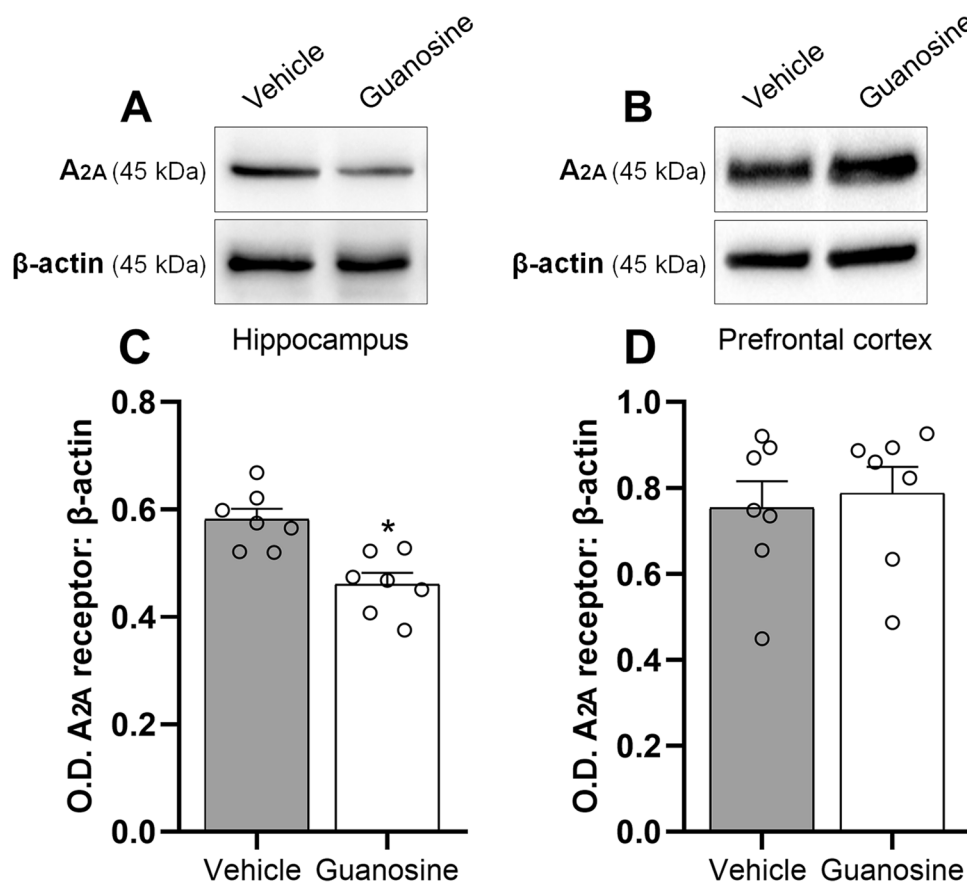 A
Vehicle
Guanosine
A2A (45 kDa)
β-actin (45 kDa)
Hippocampus
B
Vehicle
Guanosine
A2A (45 kDa)
β-actin (45 kDa)
Prefrontal cortex
C
O.D. A2A receptor: β-actin
0.8
0.6
0.4
0.2
0.0
*
Vehicle
Guanosine
D
O.D. A2A receptor: β-actin
1.0
0.8
0.6
0.4
0.2
0.0
Vehicle
Guanosine